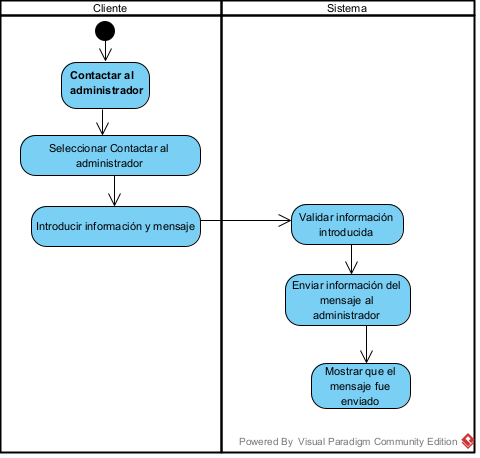 Cliente
Sistema
Contactar al
administrador
Seleccionar Contactar al
administrador
Introducir información y mensaje
Validar información
introducida
Enviar información del
mensaje al
administrador
Mostrar que el
mensaje fue
enviado
Powered By Visual Paradigm Community Edition